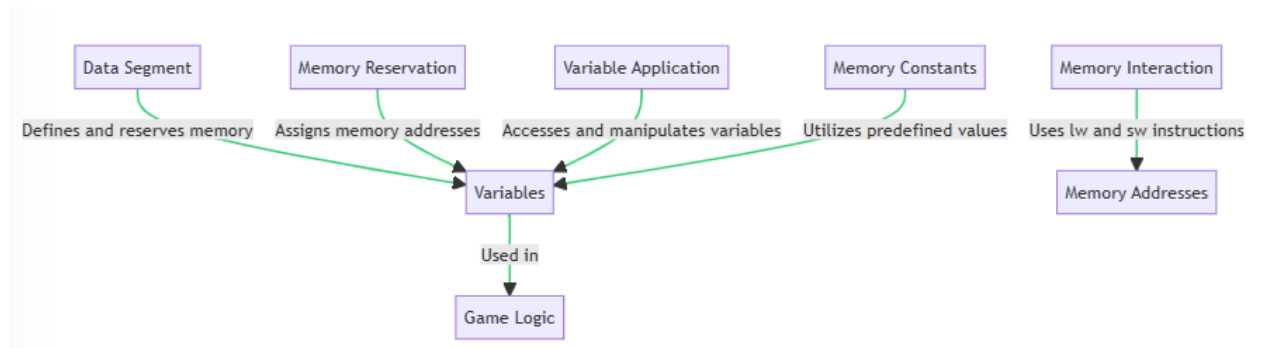 Data Segment
Memory Reservation
Variable Application
Memory Constants
Memory Interaction
Defines and reserves memory
Assigns memory addresses
Accesses and manipulates variables
Utilizes predefined values
Uses lw and sw instructions
Variables
Memory Addresses
Used in
Game Logic